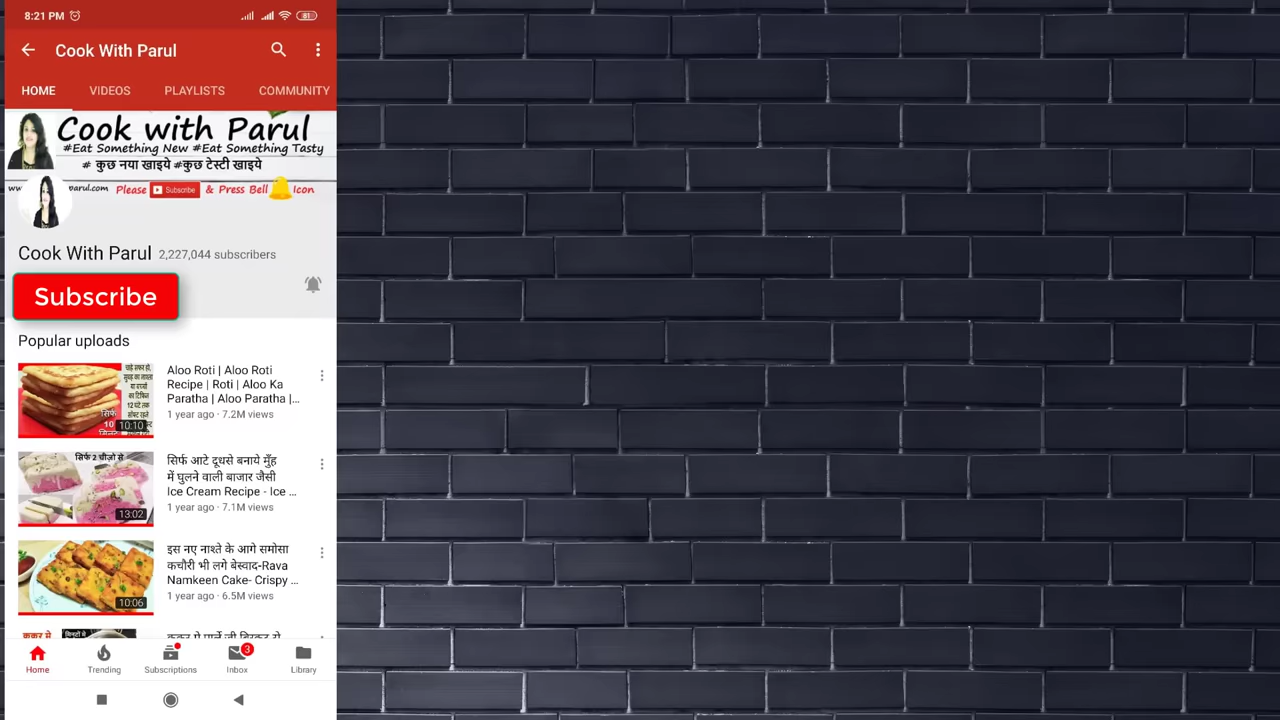 8:21 PM
81
Cook With Parul
HOME VIDEOS PLAYLISTS COMMUNITY
Cook with Parul
#Eat Something New #Eat Something Tasty
# कुछ नया खाइये #कुछ टेस्टी खाइये
Please Subscribe & Press Bell Icon
Cook With Parul 2,227,044 subscribers
Subscribe
Popular uploads
Aloo Roti | Aloo Roti
Recipe | Roti | Aloo Ka
Paratha | Aloo Paratha |...
1 year ago · 7.2M views
10:10
सिर्फ 2 चीज़ो से
सिर्फ आटे दूधसे बनाये मुँह
में घुलने वाली बाजार जैसी
Ice Cream Recipe - Ice ...
1 year ago · 7.1M views
13:02
इस नए नाश्ते के आगे समोसा
कचौरी भी लगे बेस्वाद-Rava
Namkeen Cake- Crispy ...
1 year ago · 6.5M views
10:06
Home Trending Subscriptions Inbox 3 Library